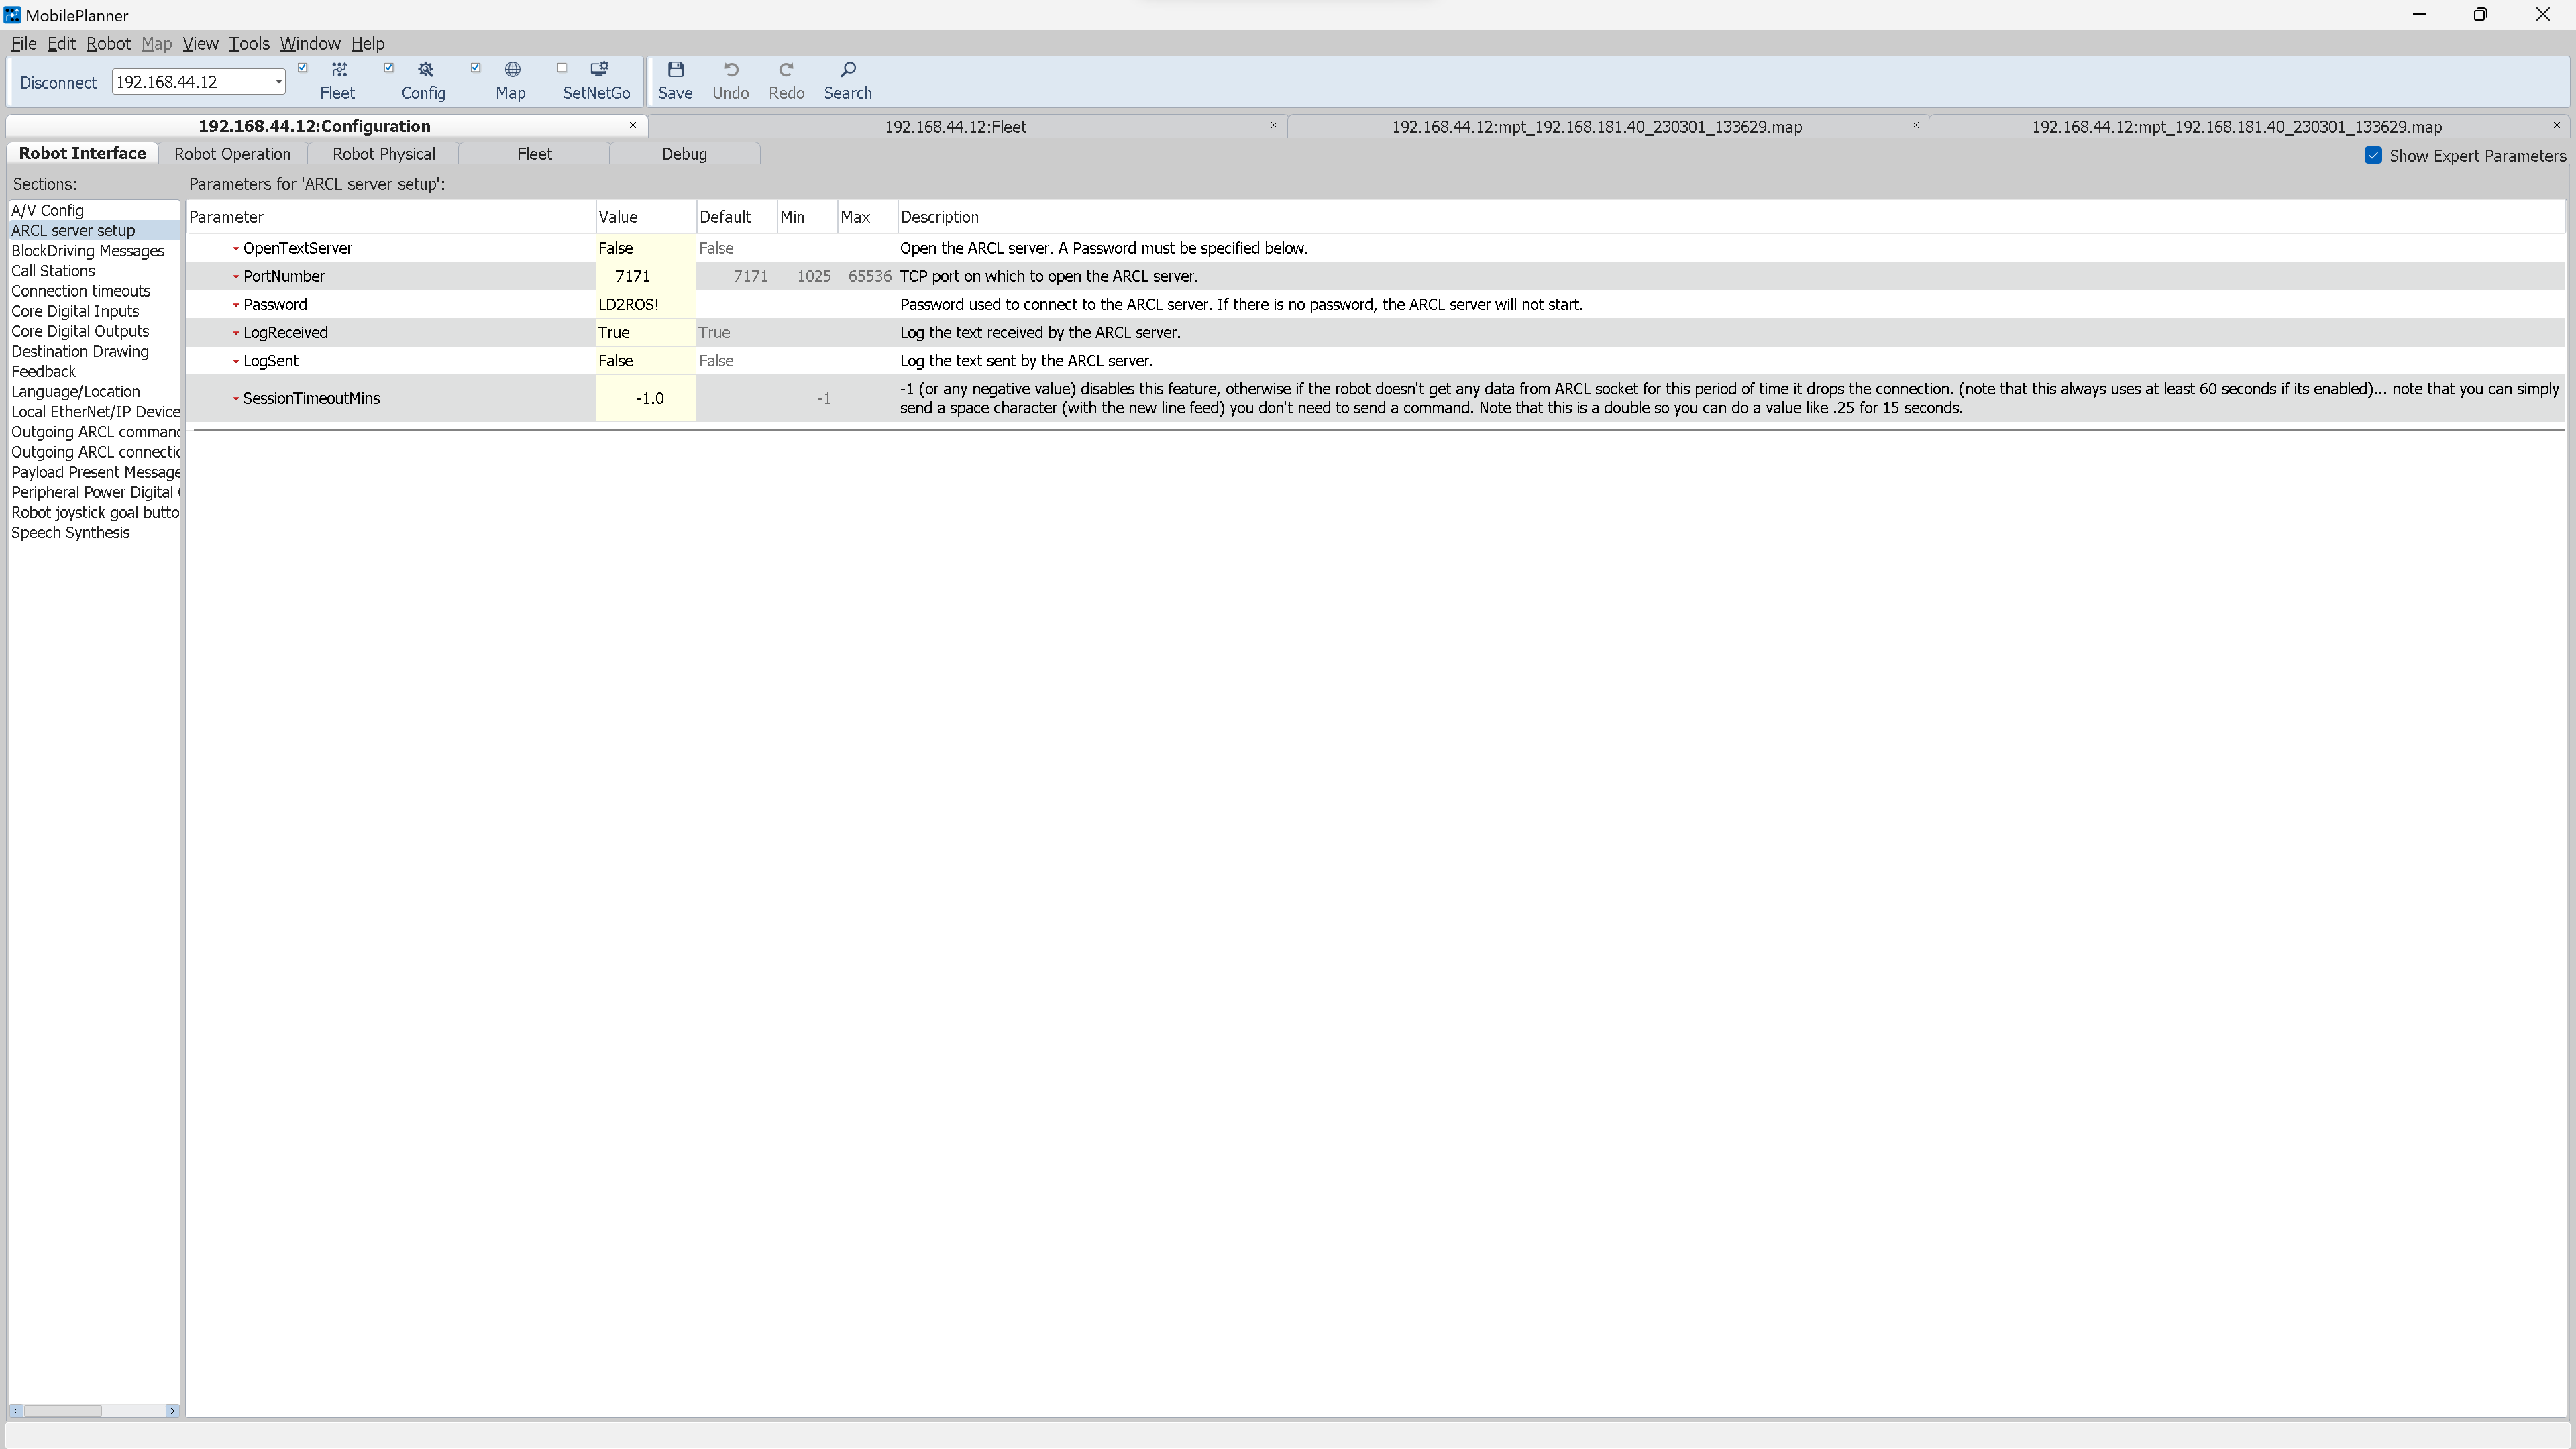 MobilePlanner
File Edit Robot Map View Tools Window Help
Disconnect 192.168.44.12 Fleet Config Map SetNetGo Save Undo Redo Search
192.168.44.12:Configuration 192.168.44.12:Fleet 192.168.44.12:mpt_192.168.181.40_230301_133629.map 192.168.44.12:mpt_192.168.181.40_230301_133629.map
Robot Interface Robot Operation Robot Physical Fleet Debug Show Expert Parameters
Sections:
A/V Config
ARCL server setup
BlockDriving Messages
Call Stations
Connection timeouts
Core Digital Inputs
Core Digital Outputs
Destination Drawing
Feedback
Language/Location
Local EtherNet/IP Device
Outgoing ARCL command
Outgoing ARCL connectio
Payload Present Message
Peripheral Power Digital
Robot joystick goal butto
Speech Synthesis
Parameters for 'ARCL server setup':
Parameter Value Default Min Max Description
OpenTextServer False False Open the ARCL server. A Password must be specified below.
PortNumber 7171 7171 1025 65536 TCP port on which to open the ARCL server.
Password LD2ROS! Password used to connect to the ARCL server. If there is no password, the ARCL server will not start.
LogReceived True True Log the text received by the ARCL server.
LogSent False False Log the text sent by the ARCL server.
SessionTimeoutMins -1.0 -1 -1 (or any negative value) disables this feature, otherwise if the robot doesn't get any data from ARCL socket for this period of time it drops the connection. (note that this always uses at least 60 seconds if its enabled)... note that you can simply
send a space character (with the new line feed) you don't need to send a command. Note that this is a double so you can do a value like .25 for 15 seconds.